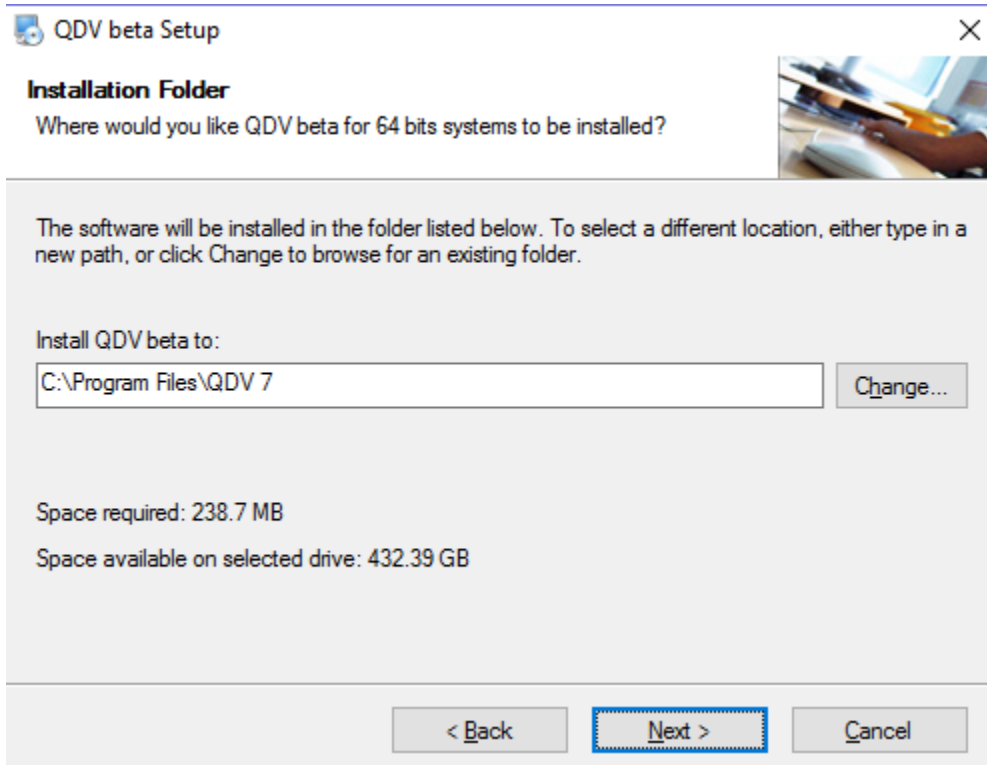 QDV beta Setup
Installation Folder
Where would you like QDV beta for 64 bits systems to be installed?
The software will be installed in the folder listed below. To select a different location, either type in a
new path, or click Change to browse for an existing folder.
Install QDV beta to:
C:\Program Files\QDV 7
Change...
Space required: 238.7 MB
Space available on selected drive: 432.39 GB
< Back
Next >
Cancel